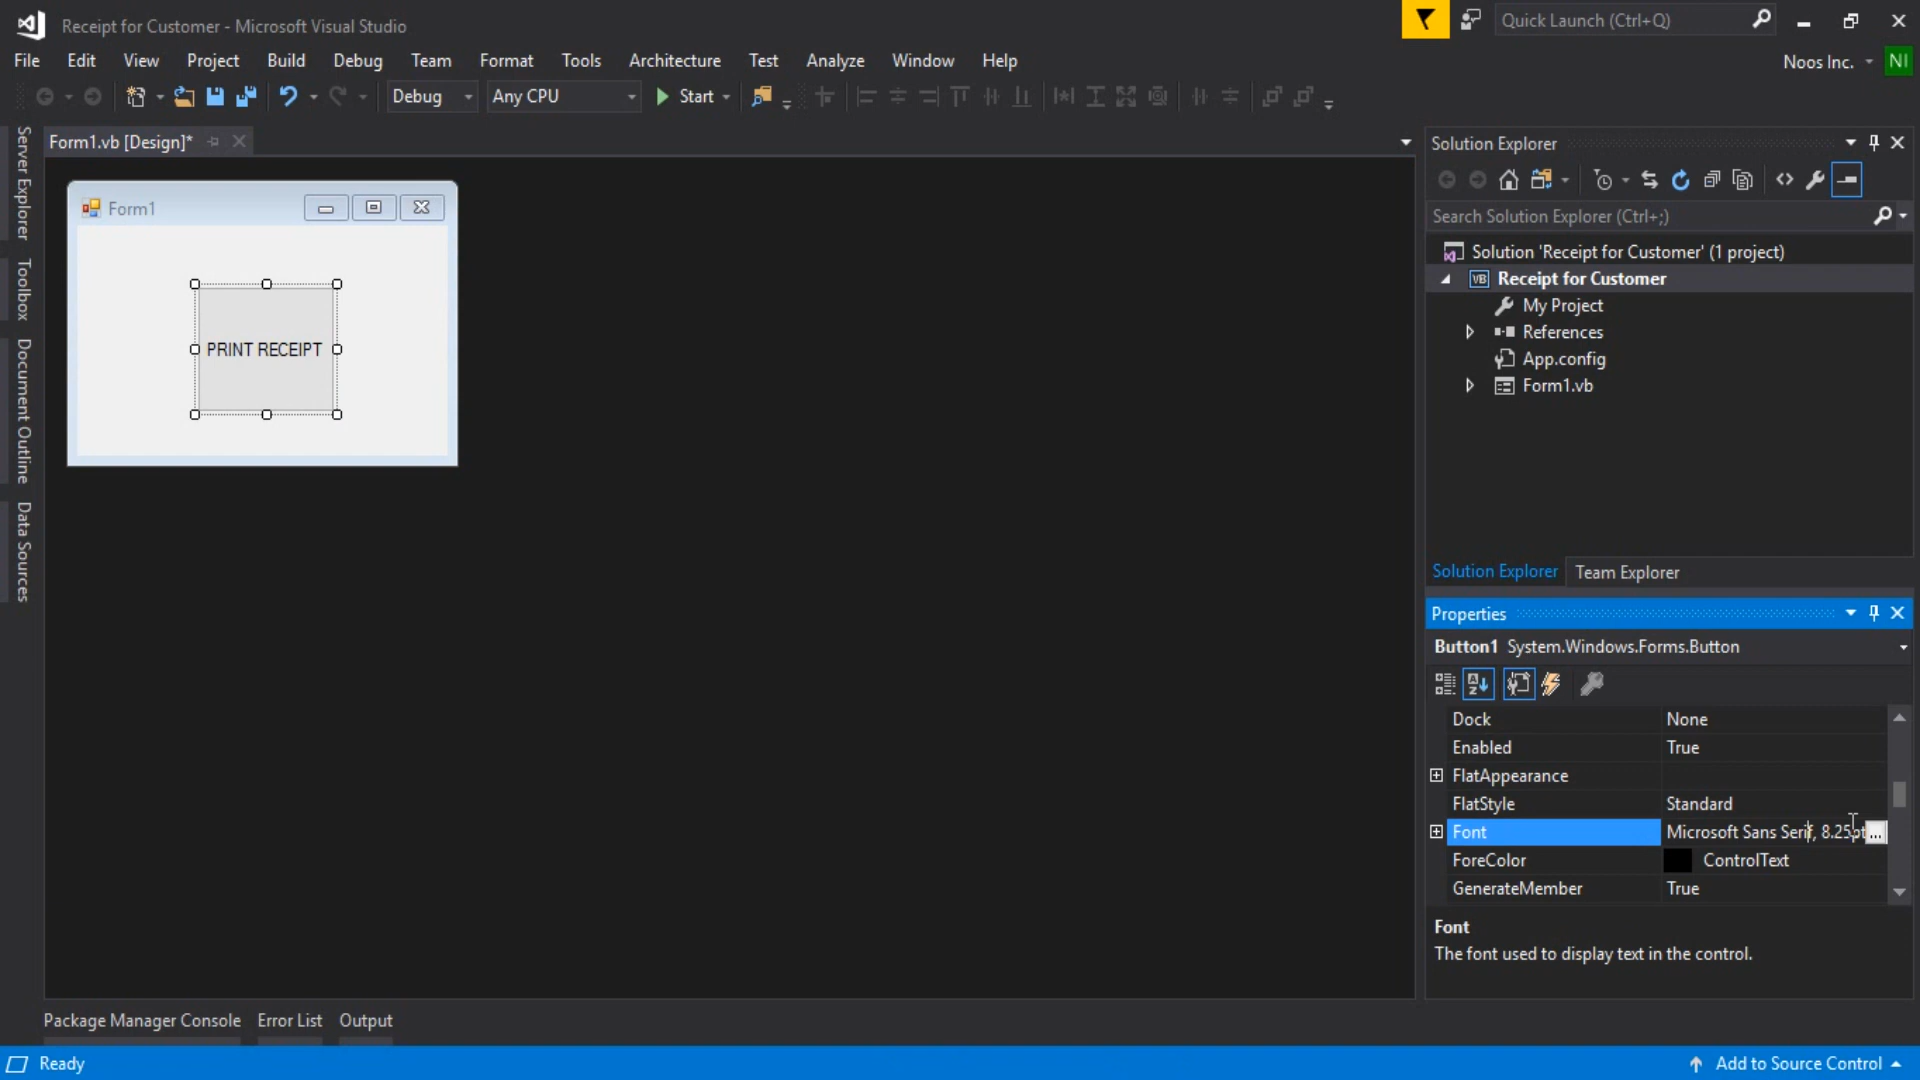 Receipt for Customer - Microsoft Visual Studio
Quick Launch (Ctrl+Q)
File Edit View Project Build Debug Team Format Tools Architecture Test Analyze Window Help
Noos Inc. NI
Debug Any CPU Start
Server Explorer
Toolbox
Document Outline
Data Sources
Form1.vb [Design]*
Form1
PRINT RECEIPT
Solution Explorer
Search Solution Explorer (Ctrl+;)
Solution 'Receipt for Customer' (1 project)
VB Receipt for Customer
My Project
References
App.config
Form1.vb
Solution Explorer Team Explorer
Properties
Button1 System.Windows.Forms.Button
Dock None
Enabled True
FlatAppearance
FlatStyle Standard
Font Microsoft Sans Serif, 8.25pt ...
ForeColor ControlText
GenerateMember True
Font
The font used to display text in the control.
Package Manager Console Error List Output
Ready
Add to Source Control